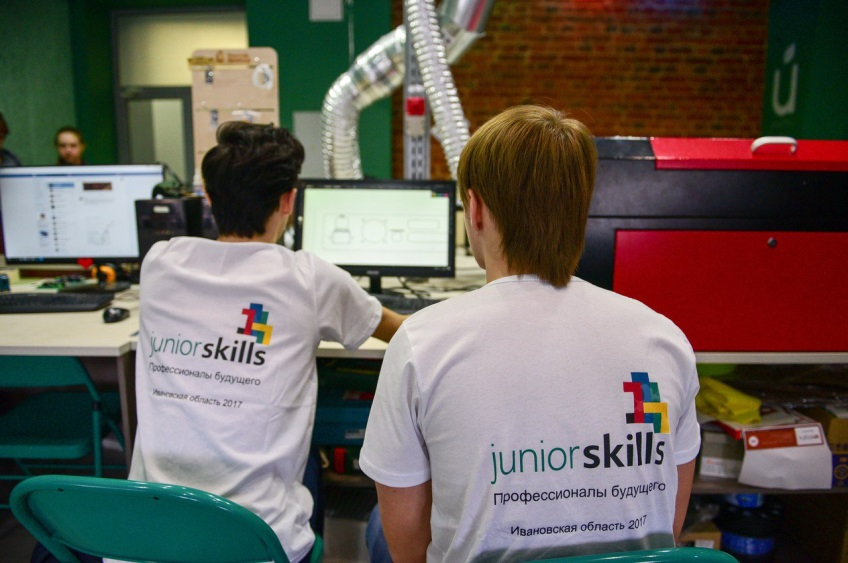 juniorskills
Профессионалы будущего
Ивановская область 2017
juniorskills
Профессионалы будущего
Ивановская область 2017